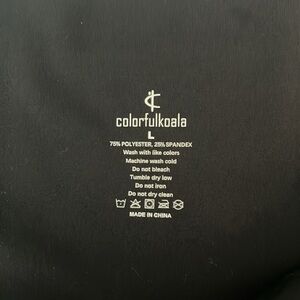 colorfulkoala
L
75% POLYESTER, 25% SPANDEX
Wash with like colors
Machine wash cold
Do not bleach
Tumble dry low
Do not iron
Do not dry clean
MADE IN CHINA